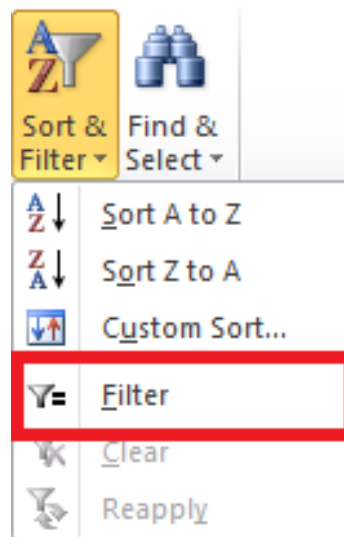 Sort & Find &
Filter Select
Sort A to Z
Sort Z to A
Custom Sort...
Filter
Clear
Reapply